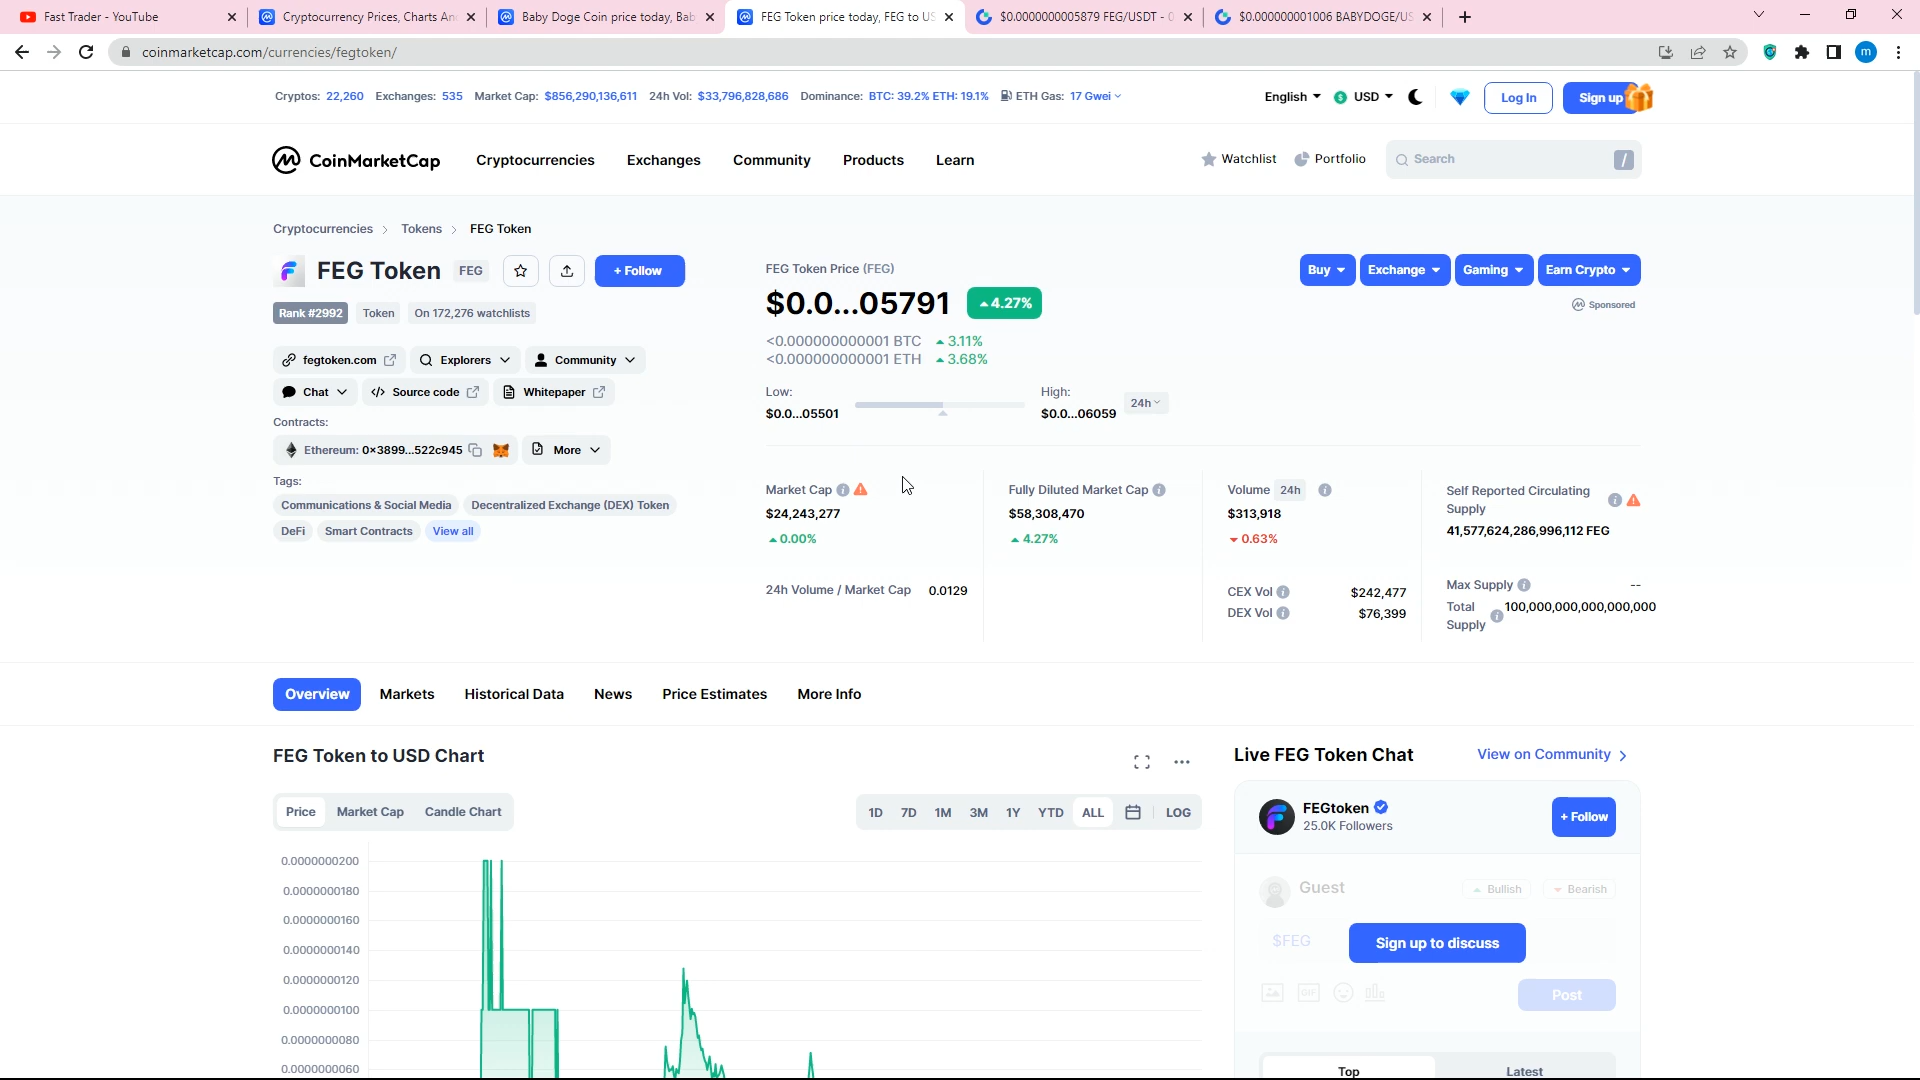 Fast Trader - YouTube
Cryptocurrency Prices, Charts An
Baby Doge Coin price today, Bab
FEG Token price today, FEG to US
$0.0000000005879 FEG/USDT - G
$0.000000001006 BABYDOGE/US
coinmarketcap.com/currencies/fegtoken/
m
Cryptos: 22,260 Exchanges: 535 Market Cap: $856,290,136,611 24h Vol: $33,796,828,686 Dominance: BTC: 39.2% ETH: 19.1% ETH Gas: 17 Gwei
English USD Log In Sign up
CoinMarketCap Cryptocurrencies Exchanges Community Products Learn Watchlist Portfolio Search /
Cryptocurrencies > Tokens > FEG Token
FEG Token FEG + Follow
Rank #2992 Token On 172,276 watchlists
fegtoken.com Explorers Community
Chat Source code Whitepaper
Contracts:
Ethereum: 0x3899...522c945 More
Tags:
Communications & Social Media Decentralized Exchange (DEX) Token
DeFi Smart Contracts View all
FEG Token Price (FEG)
$0.0...05791 4.27%
<0.000000000001 BTC 3.11%
<0.000000000001 ETH 3.68%
Low: High:
$0.0...05501 $0.0...06059 24h
Buy Exchange Gaming Earn Crypto
Sponsored
Market Cap
$24,243,277
0.00%
24h Volume / Market Cap 0.0129
Fully Diluted Market Cap
$58,308,470
4.27%
Volume 24h
$313,918
0.63%
CEX Vol $242,477
DEX Vol $76,399
Self Reported Circulating
Supply
41,577,624,286,996,112 FEG
Max Supply --
Total 100,000,000,000,000,000
Supply
Overview Markets Historical Data News Price Estimates More Info
FEG Token to USD Chart
Price Market Cap Candle Chart
1D 7D 1M 3M 1Y YTD ALL LOG
0.0000000200
0.0000000180
0.0000000160
0.0000000140
0.0000000120
0.0000000100
0.0000000080
0.0000000060
Live FEG Token Chat View on Community >
FEGtoken
25.0K Followers
+ Follow
Guest Bullish Bearish
$FEG
Sign up to discuss
GIF
Post
Top Latest